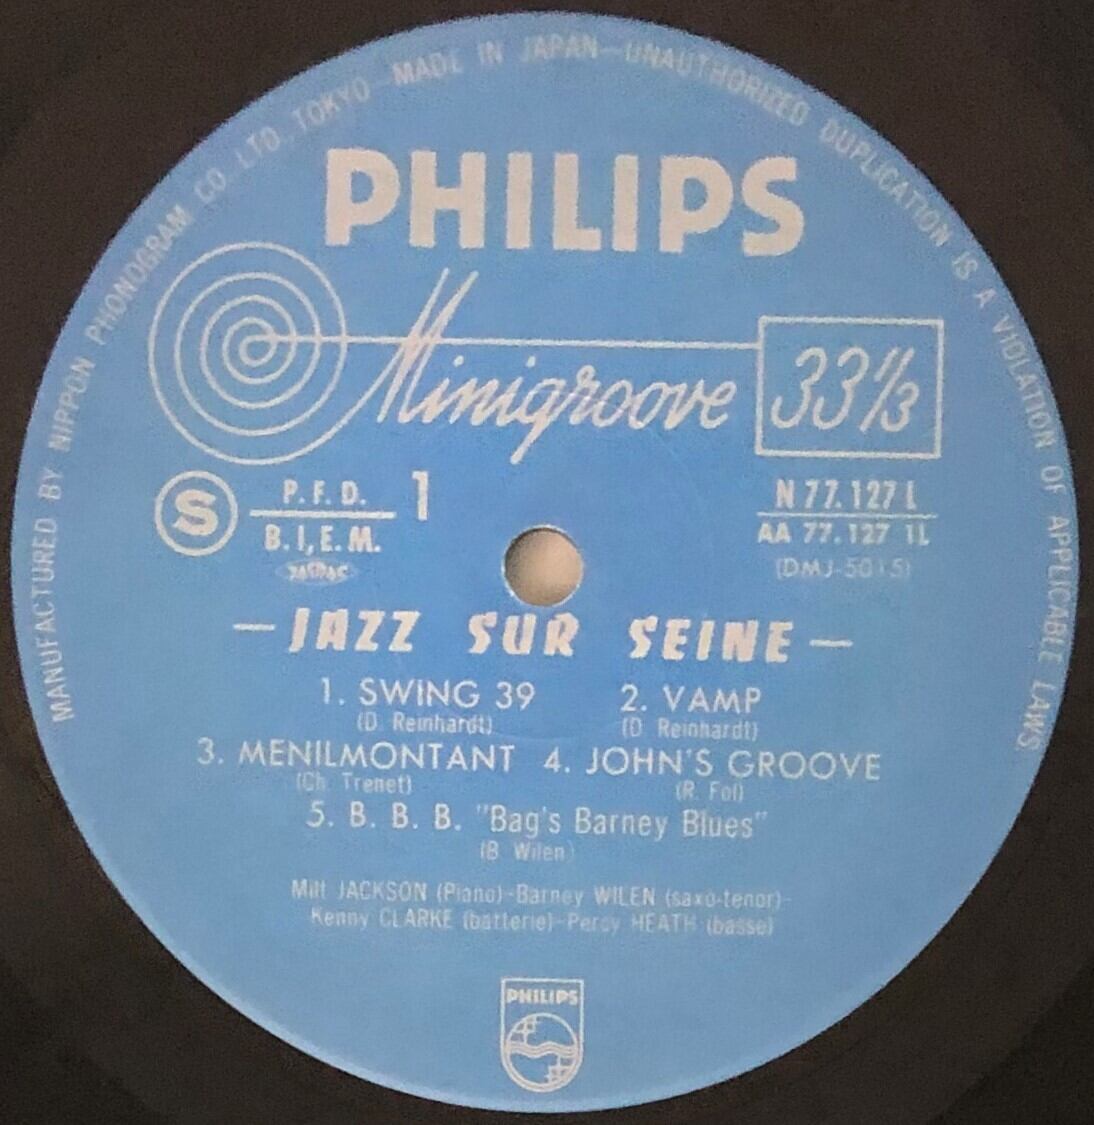 MANUFACTURED BY NIPPON PHONOGRAM CO., LTD. TOKYO—MADE IN JAPAN—UNAUTHORIZED DUPLICATION IS A VIOLATION OF APPLICABLE LAWS.
PHILIPS
Minigroove 33 1/3
S P. F. D. 1 N 77. 127 L
B. I, E. M. AA 77. 127 1L
(DMJ-5015)
— JAZZ SUR SEINE —
1. SWING 39 2. VAMP
(D. Reinhardt) (D Reinhardt)
3. MENILMONTANT 4. JOHN'S GROOVE
(Ch Trenet) (R. Fol)
5. B. B. B. "Bag's Barney Blues"
(B Wilen)
Milt JACKSON (Piano)-Barney WILEN (saxo-tenor)-
Kenny CLARKE (batterie)-Percy HEATH (basse)
PHILIPS